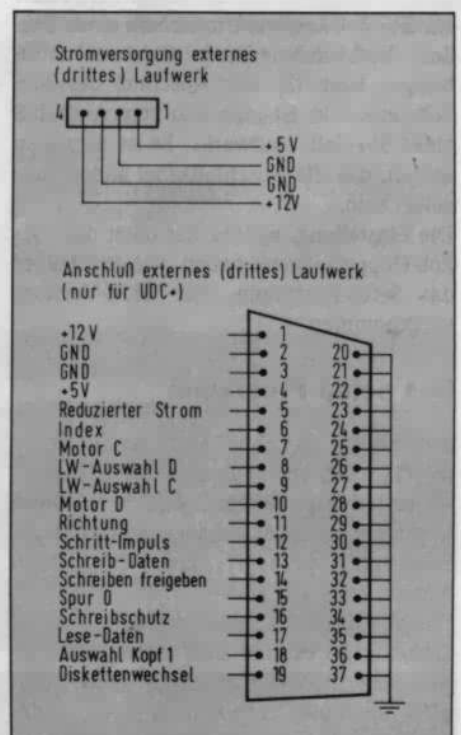 Stromversorgung externes
(drittes) Laufwerk
4 1
+5V
GND
GND
+12V
Anschluß externes (drittes) Laufwerk
(nur für UDC+)
+12 V 1
GND 2 20
GND 3 21
+5V 4 22
Reduzierter Strom 5 23
Index 6 24
Motor C 7 25
LW-Auswahl D 8 26
LW-Auswahl C 9 27
Motor D 10 28
Richtung 11 29
Schritt-Impuls 12 30
Schreib-Daten 13 31
Schreiben freigeben 14 32
Spur 0 15 33
Schreibschutz 16 34
Lese-Daten 17 35
Auswahl Kopf 1 18 36
Diskettenwechsel 19 37